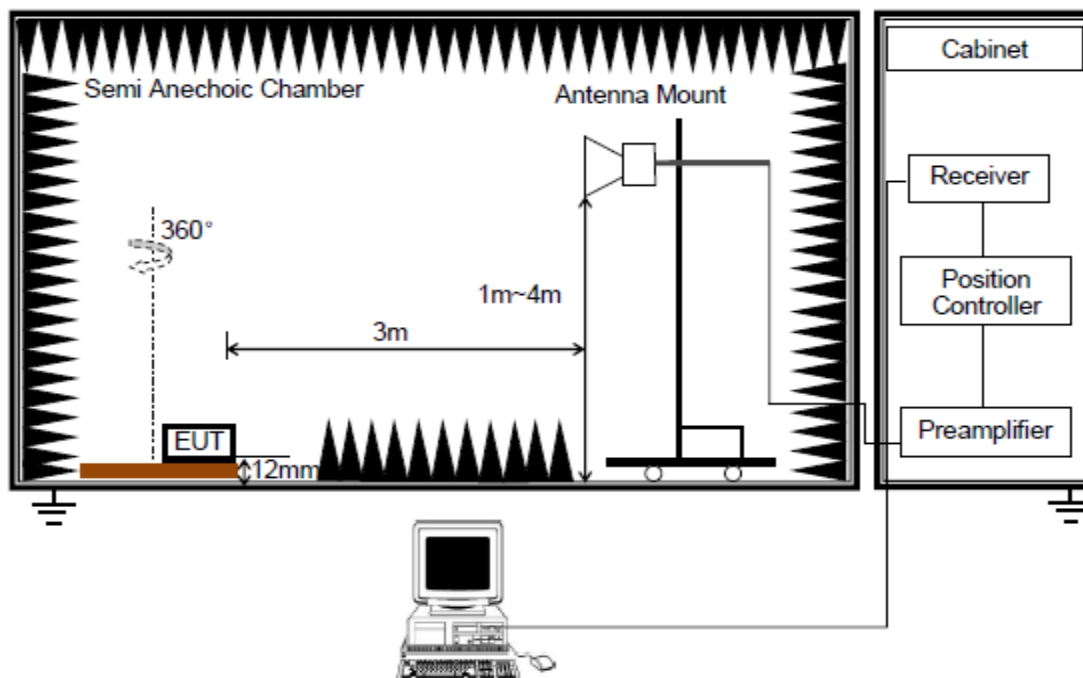 Cabinet
Semi Anechoic Chamber
Antenna Mount
Receiver
360°
1m~4m
Position
Controller
3m
EUT
12mm
Preamplifier